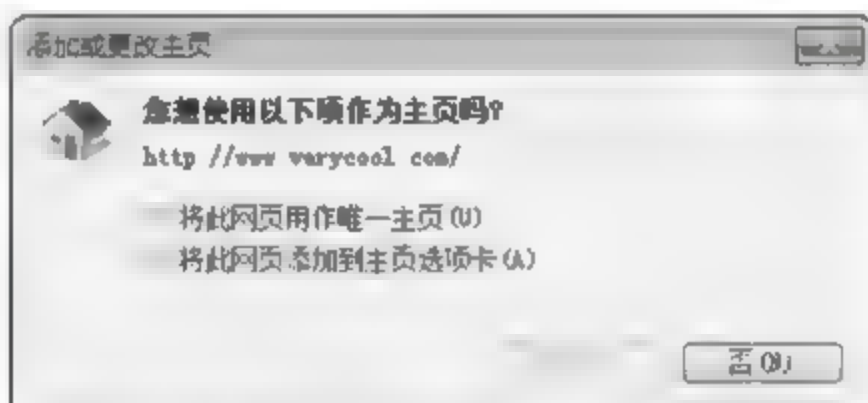 添加或更改主页
您想使用以下项作为主页吗?
http //www verycool com/
将此网页用作唯一主页(U)
将此网页添加到主页选项卡(A)
否(N)